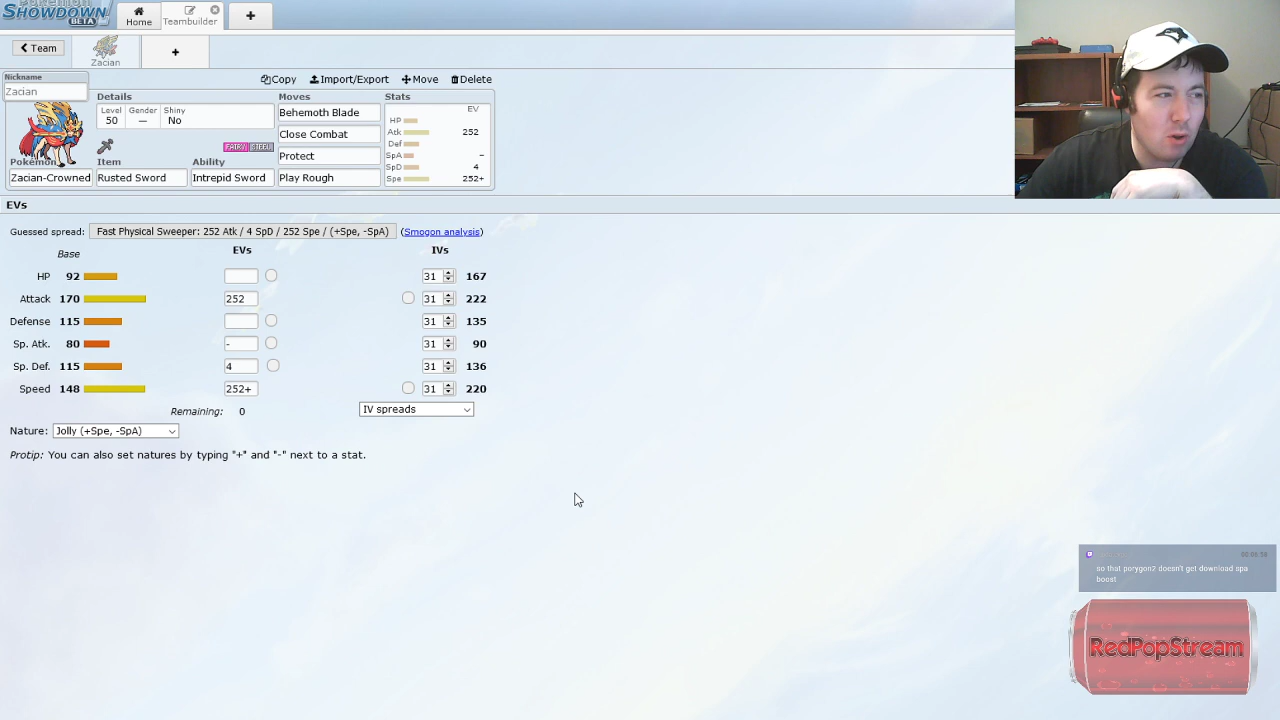 Pokémon
SHOWDOWN
BETA
Home
Teambuilder
+
< Team
Zacian
+
Nickname
Zacian
Copy
Import/Export
Move
Delete
Details
Level
50
Gender
—
Shiny
No
FAIRY STEEL
Pokémon
Zacian-Crowned
Item
Rusted Sword
Ability
Intrepid Sword
Moves
Behemoth Blade
Close Combat
Protect
Play Rough
Stats
EV
HP
Atk 252
Def
SpA -
SpD 4
Spe 252+
EVs
Guessed spread: Fast Physical Sweeper: 252 Atk / 4 SpD / 252 Spe / (+Spe, -SpA) (Smogon analysis)
Base EVs IVs
HP 92 31 167
Attack 170 252 31 222
Defense 115 31 135
Sp. Atk. 80 - 31 90
Sp. Def. 115 4 31 136
Speed 148 252+ 31 220
Remaining: 0
IV spreads
Nature: Jolly (+Spe, -SpA)
Protip: You can also set natures by typing "+" and "-" next to a stat.
00:06:56
so that porygon2 doesn't get download spa
boost
RedPopStream